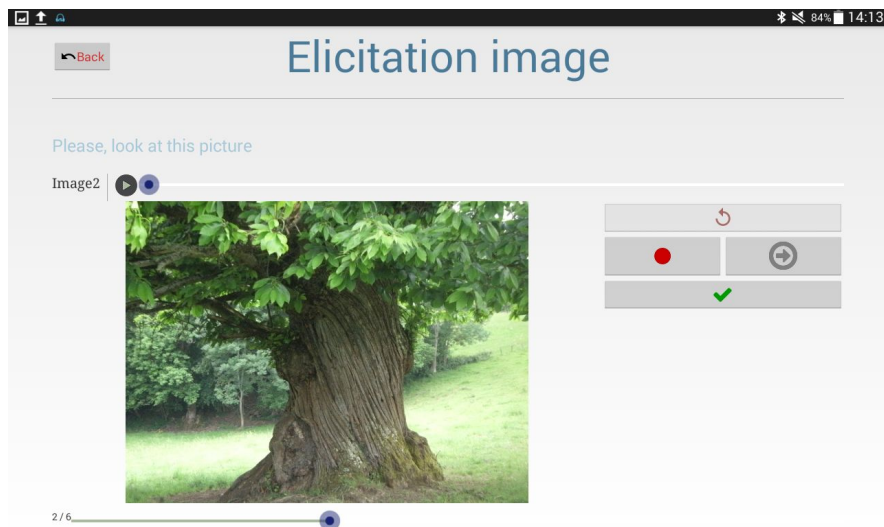 84% 14:13
Back
Elicitation image
Please, look at this picture
Image2
2/6